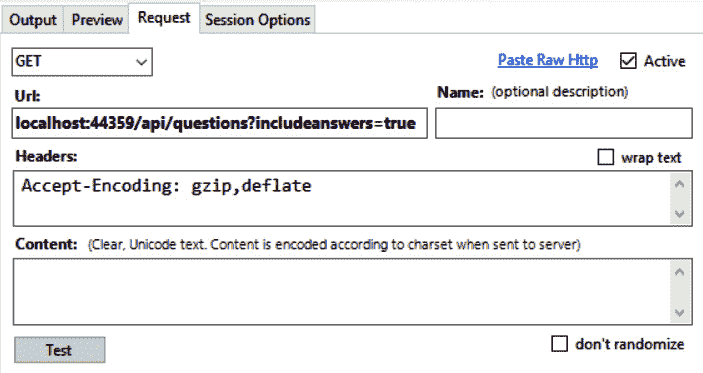 Output Preview Request Session Options
GET Paste Raw Http Active
Url: Name: (optional description)
localhost:44359/api/questions?includeanswers=true
Headers: wrap text
Accept-Encoding: gzip,deflate
Content: (Clear, Unicode text. Content is encoded according to charset when sent to server)
Test don't randomize